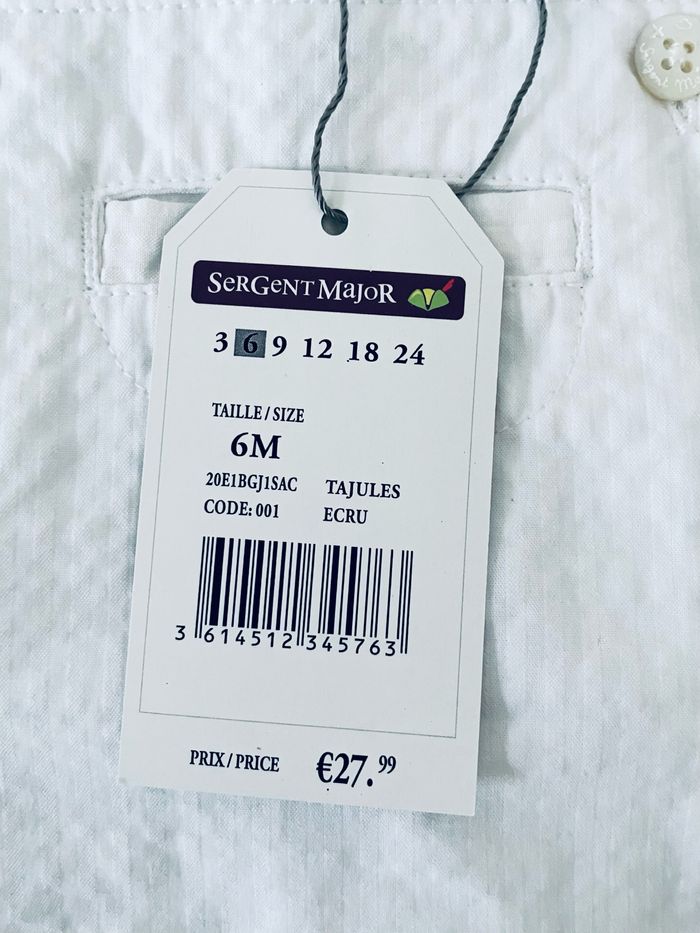 SeRGeNT MaJoR
3 6 9 12 18 24
TAILLE / SIZE
6M
20E1BGJ1SAC TAJULES
CODE: 001 ECRU
3 614512 345763
PRIX / PRICE €27.99